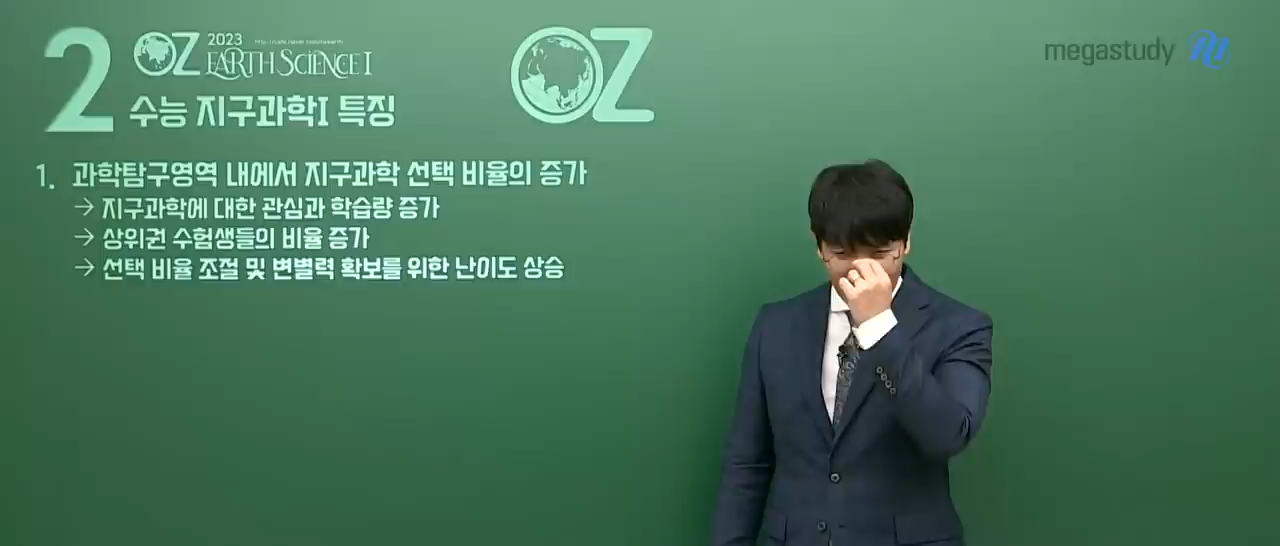 2
OZ 2023
EARTH SCIENCE I
수능 지구과학I 특징
OZ
megastudy M
1. 과학탐구영역 내에서 지구과학 선택 비율의 증가
→ 지구과학에 대한 관심과 학습량 증가
→ 상위권 수험생들의 비율 증가
→ 선택 비율 조절 및 변별력 확보를 위한 난이도 상승